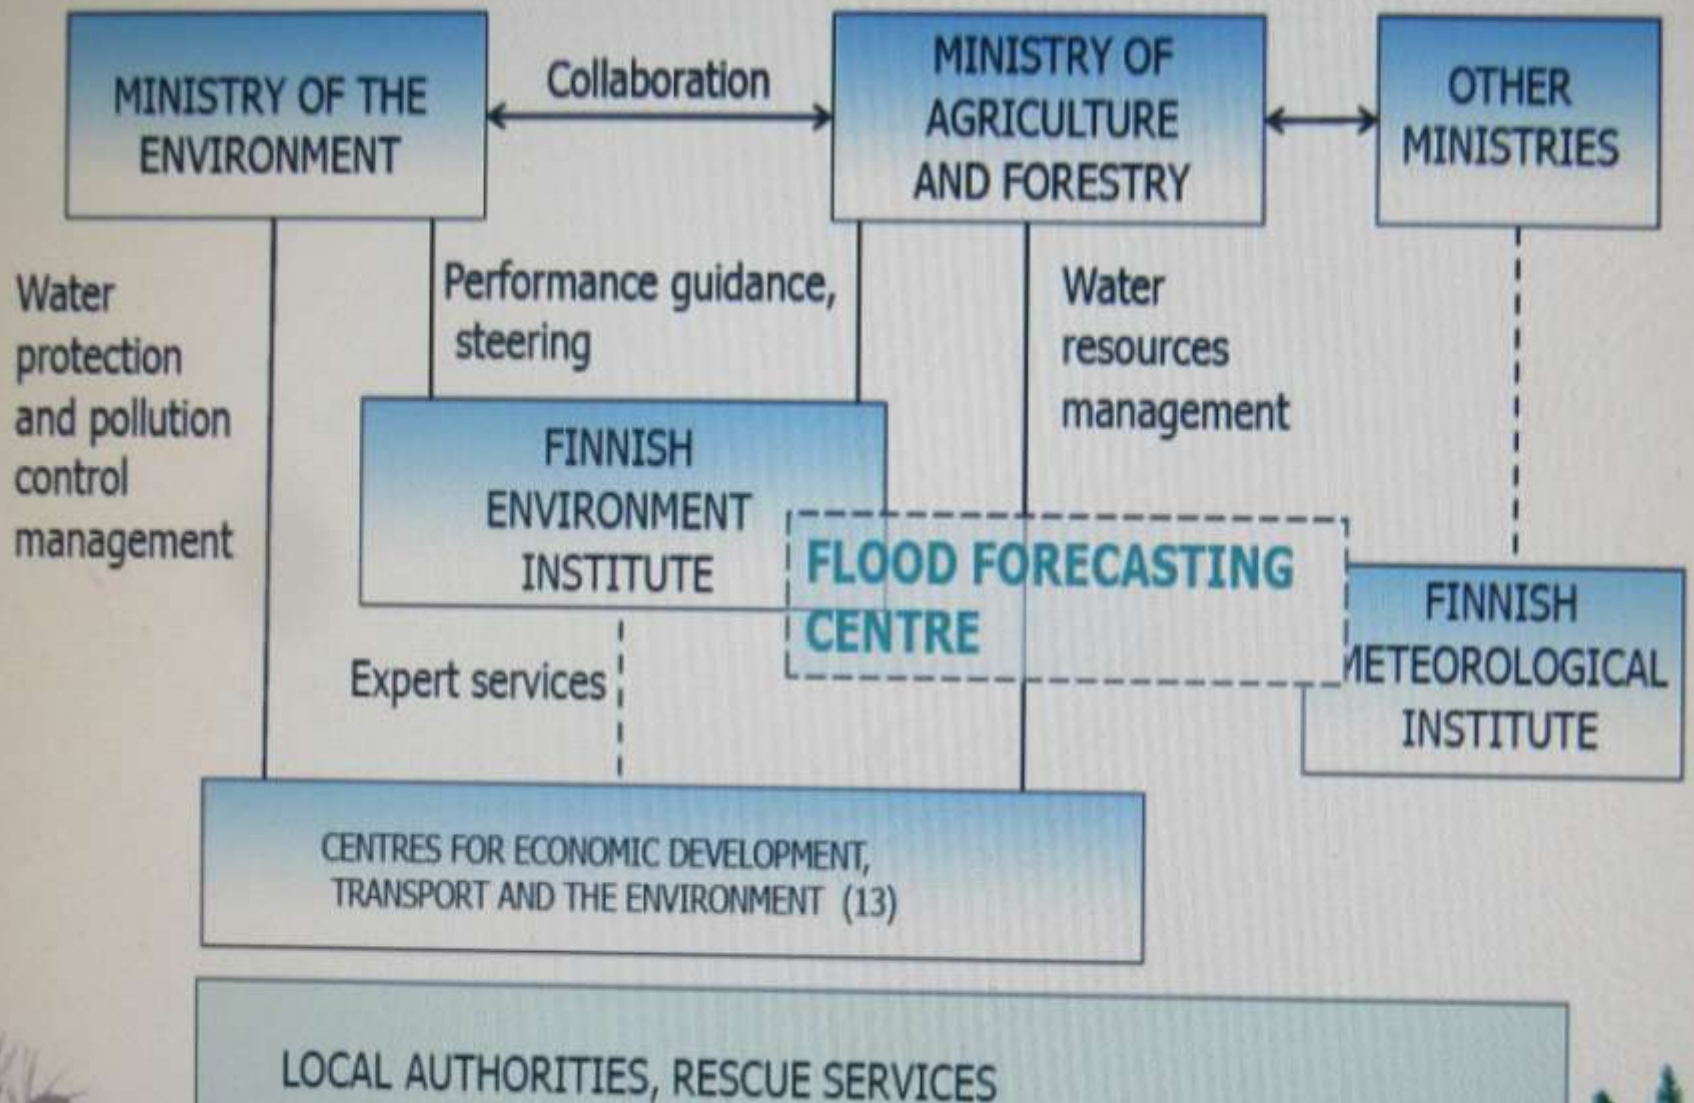 MINISTRY OF THE
ENVIRONMENT
Collaboration
MINISTRY OF
AGRICULTURE
AND FORESTRY
OTHER
MINISTRIES
Water
protection
and pollution
control
management
Performance guidance,
steering
Water
resources
management
FINNISH
ENVIRONMENT
INSTITUTE
FLOOD FORECASTING
CENTRE
FINNISH
METEOROLOGICAL
INSTITUTE
Expert services
CENTRES FOR ECONOMIC DEVELOPMENT,
TRANSPORT AND THE ENVIRONMENT (13)
LOCAL AUTHORITIES, RESCUE SERVICES